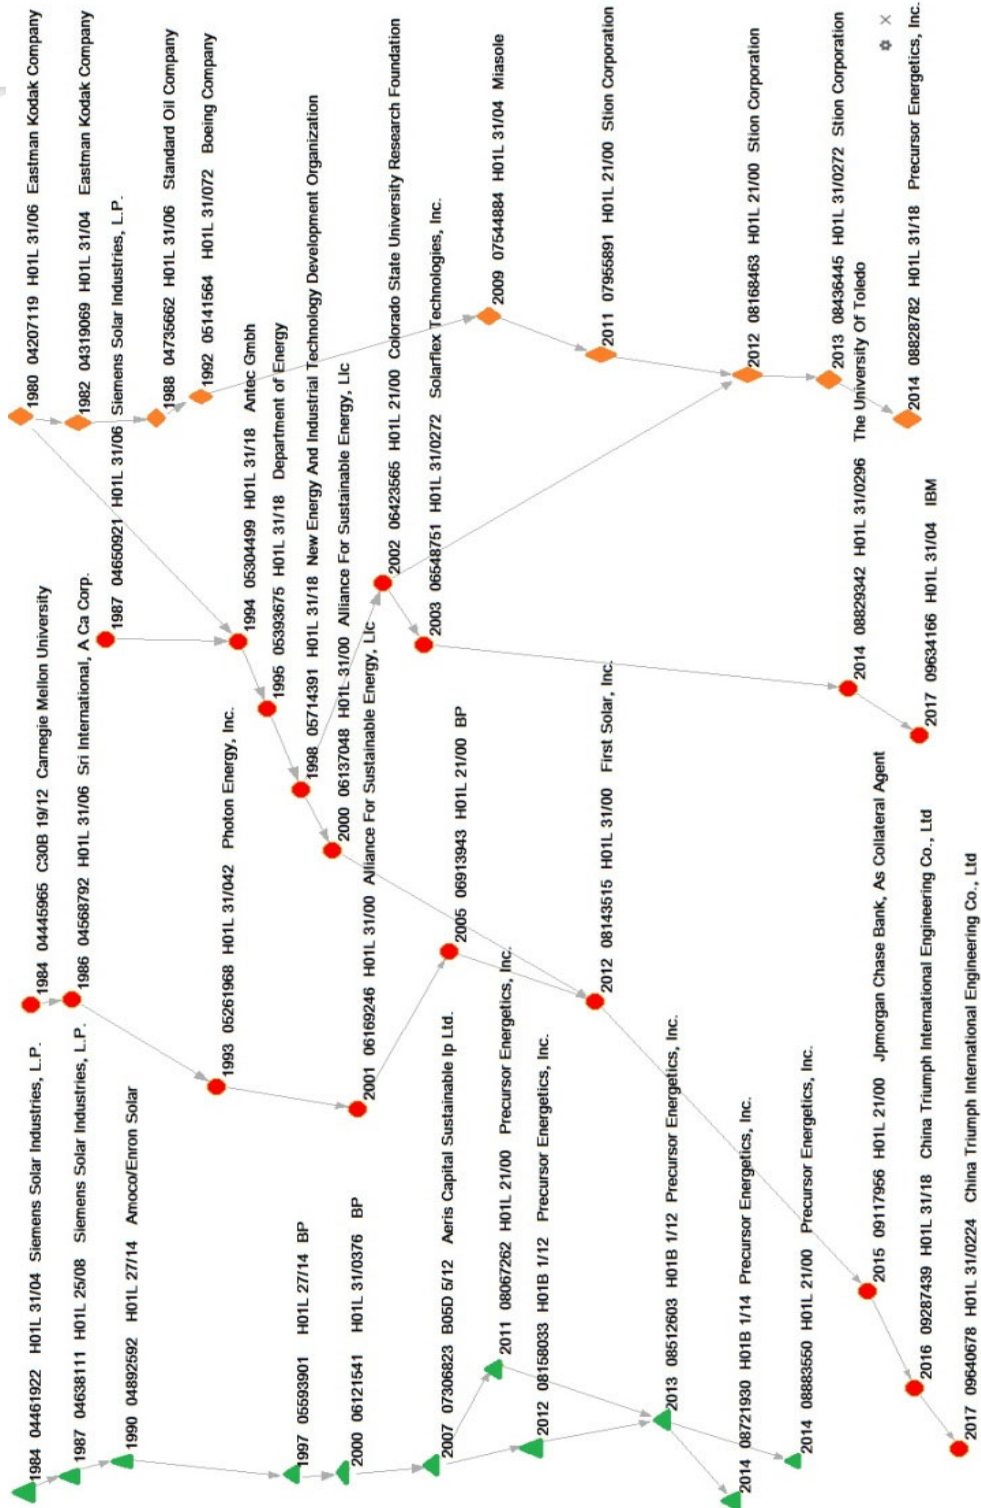 1980 04207119 H01L 31/06 Eastman Kodak Company
1982 04319069 H01L 31/04 Eastman Kodak Company
1987 04650921 H01L 31/06 Siemens Solar Industries, L.P.
1988 04735662 H01L 31/06 Standard Oil Company
1992 05141564 H01L 31/072 Boeing Company
1994 05304499 H01L 31/18 Antec Gmbh
1995 05393675 H01L 31/18 Department of Energy
1998 05714391 H01L 31/18 New Energy And Industrial Technology Development Organization
2000 06137048 H01L 31/00 Alliance For Sustainable Energy, Llc
2002 06423565 H01L 21/00 Colorado State University Research Foundation
2003 06548751 H01L 31/0272 Solarflex Technologies, Inc.
2009 07544884 H01L 31/04 Miasole
2011 07955891 H01L 21/00 Stion Corporation
2012 08168463 H01L 21/00 Stion Corporation
2013 08436445 H01L 31/0272 Stion Corporation
2014 08829342 H01L 31/0296 The University Of Toledo
2014 08828782 H01L 31/18 Precursor Energetics, Inc.
2017 09634166 H01L 31/04 IBM
1984 04445965 C30B 19/12 Carnegie Mellon University
1986 04568792 H01L 31/06 Sri International, A Ca Corp.
1993 05261968 H01L 31/042 Photon Energy, Inc.
2001 06169246 H01L 31/00 Alliance For Sustainable Energy, Llc
2005 06913943 H01L 21/00 BP
2012 08143515 H01L 31/00 First Solar, Inc.
2015 09117956 H01L 21/00 Jpmorgan Chase Bank, As Collateral Agent
2016 09287439 H01L 31/18 China Triumph International Engineering Co., Ltd
2017 09640678 H01L 31/0224 China Triumph International Engineering Co., Ltd
1984 04461922 H01L 31/04 Siemens Solar Industries, L.P.
1987 04638111 H01L 25/08 Siemens Solar Industries, L.P.
1990 04892592 H01L 27/14 Amoco/Enron Solar
1997 05593901 H01L 27/14 BP
2000 06121541 H01L 31/0376 BP
2007 07306823 B05D 5/12 Aeris Capital Sustainable Ip Ltd.
2011 08067262 H01L 21/00 Precursor Energetics, Inc.
2012 08158033 H01B 1/12 Precursor Energetics, Inc.
2013 08512603 H01B 1/12 Precursor Energetics, Inc.
2014 08721930 H01B 1/14 Precursor Energetics, Inc.
2014 08883550 H01L 21/00 Precursor Energetics, Inc.